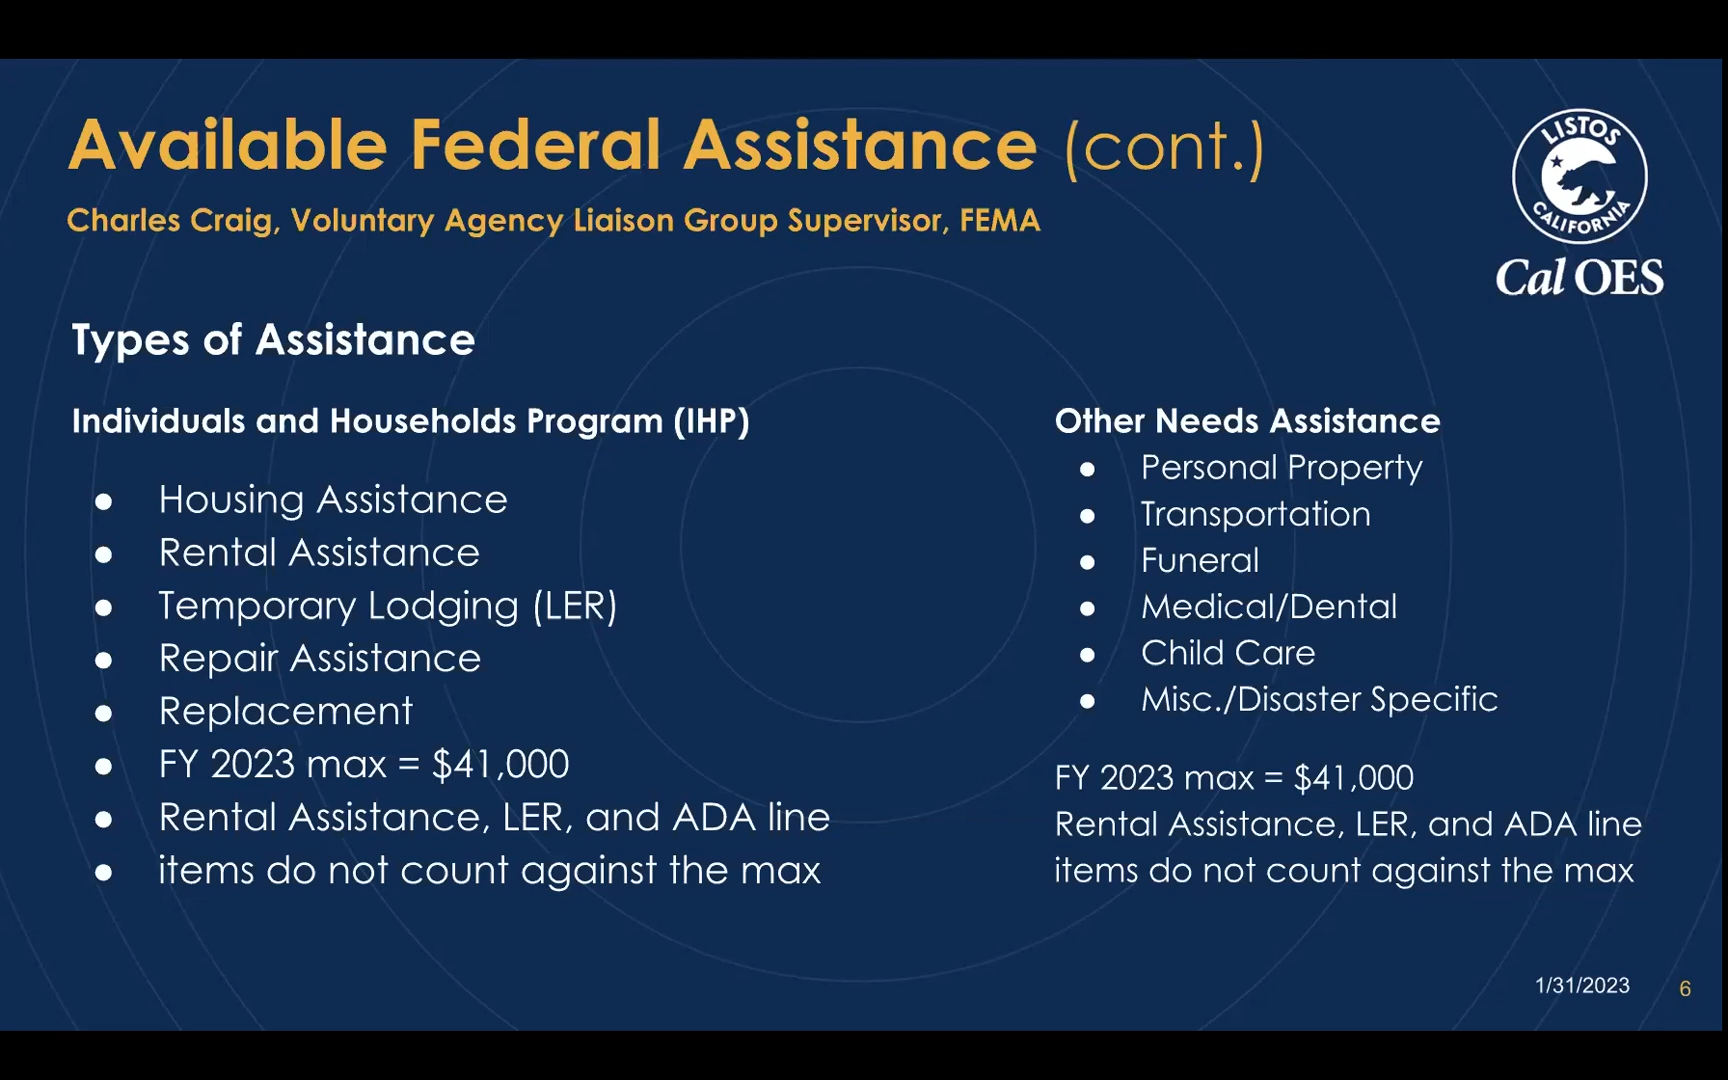 Available Federal Assistance (cont.)
Charles Craig, Voluntary Agency Liaison Group Supervisor, FEMA
LISTOS
CALIFORNIA
Cal OES
Types of Assistance
Individuals and Households Program (IHP)
● Housing Assistance
● Rental Assistance
● Temporary Lodging (LER)
● Repair Assistance
● Replacement
● FY 2023 max = $41,000
● Rental Assistance, LER, and ADA line
● items do not count against the max
Other Needs Assistance
● Personal Property
● Transportation
● Funeral
● Medical/Dental
● Child Care
● Misc./Disaster Specific
FY 2023 max = $41,000
Rental Assistance, LER, and ADA line
items do not count against the max
1/31/2023
6